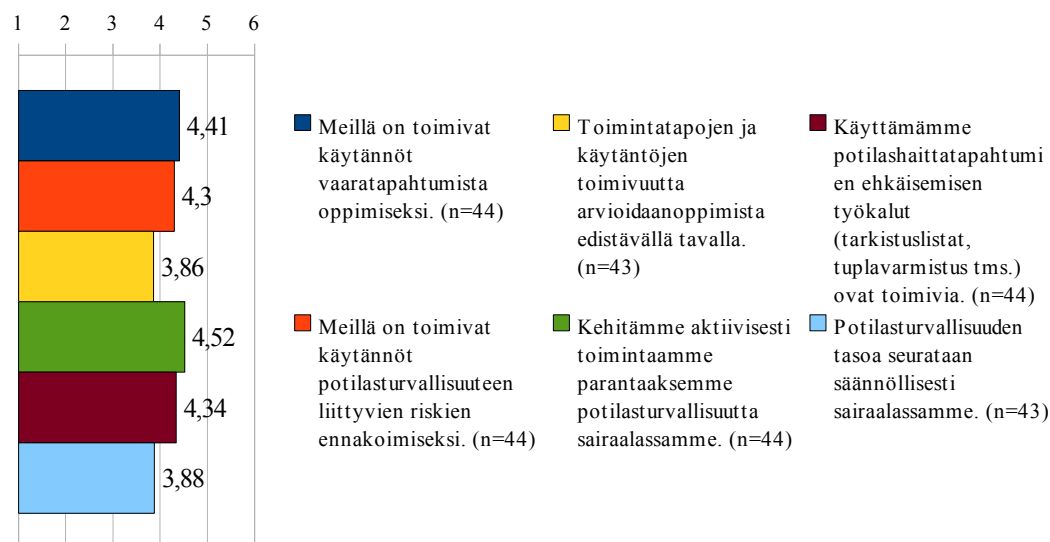 1 2 3 4 5 6
4,41
4,3
3,86
4,52
4,34
3,88
Meillä on toimivat
käytännöt
vaaratapahtumista
oppimiseksi. (n=44)
Meillä on toimivat
käytännöt
potilasturvallisuuteen
liittyvien riskien
ennakoimiseksi. (n=44)
Toimintatapojen ja
käytäntöjen
toimivuutta
arvioidaanoppimista
edistävällä tavalla.
(n=43)
Kehitämme aktiivisesti
toimintaamme
parantaaksemme
potilasturvallisuutta
sairaalassamme. (n=44)
Käyttämämme
potilashaittatapahtumi
en ehkäisemisen
työkalut
(tarkistuslistat,
tuplavarmistus tms.)
ovat toimivia. (n=44)
Potilasturvallisuuden
tasoa seurataan
säännöllisesti
sairaalassamme. (n=43)